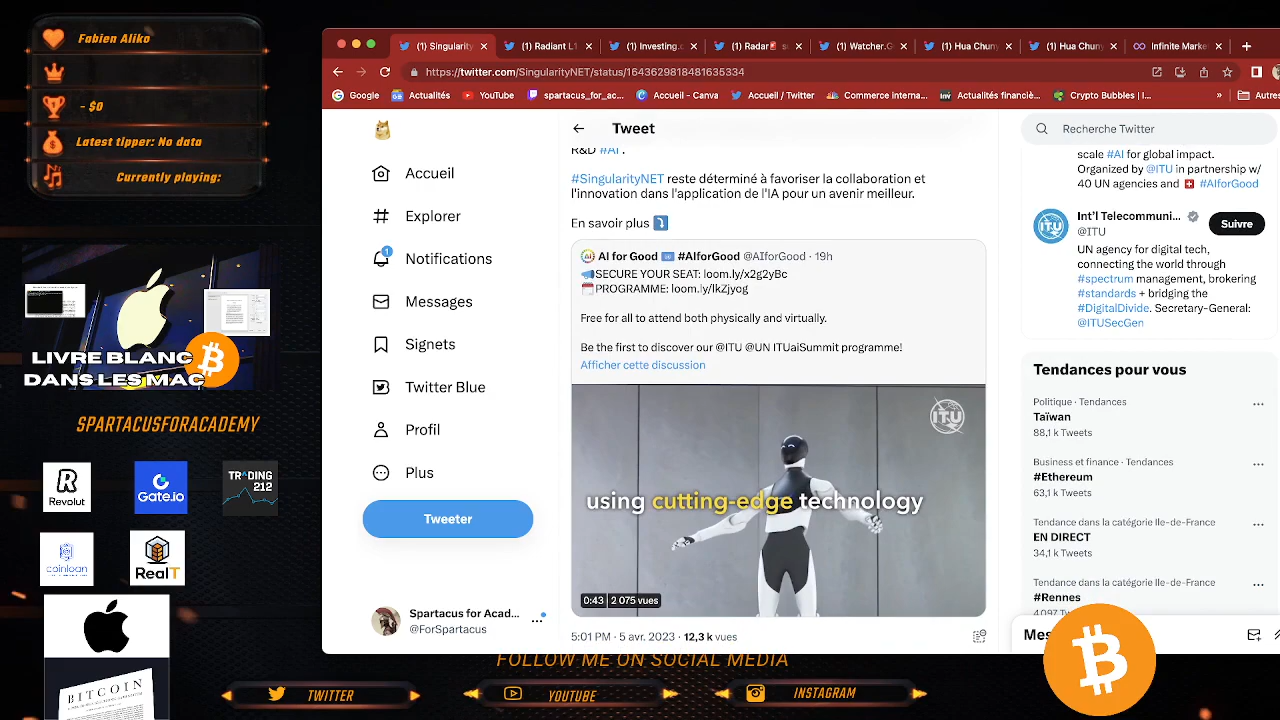 Fabien Aliko
- $0
Latest tipper: No data
Currently playing:
LIVRE BLANC
DANS LES MAC
SPARTACUSFORACADEMY
Revolut
Gate.io
TRADING
212
coinloan
RealT
BITCOIN
(1) Singularity
(1) Radiant L1
(1) Investing.c
(1) Radar
(1) Watcher.G
(1) Hua Chuny
(1) Hua Chuny
Infinite Marke
https://twitter.com/SingularityNET/status/1643629818481635334
Google
Actualités
YouTube
spartacus_for_ac...
Accueil - Canva
Accueil / Twitter
Commerce interna...
Actualités financiè...
Crypto Bubbles | I...
»
Autres
Accueil
Explorer
1
Notifications
Messages
Signets
Twitter Blue
Profil
Plus
Tweeter
Spartacus for Acad...
@ForSpartacus
Tweet
R&D #AI .
#SingularityNET reste déterminé à favoriser la collaboration et
l'innovation dans l'application de l'IA pour un avenir meilleur.
En savoir plus
AI for Good #AIforGood @AIforGood · 19h
SECURE YOUR SEAT: loom.ly/x2g2yBc
PROGRAMME: loom.ly/lkZjyog
Free for all to attend both physically and virtually.
Be the first to discover our @ITU @UN ITUaiSummit programme!
Afficher cette discussion
ITU
using cutting-edge technology
0:43 2 075 vues
5:01 PM · 5 avr. 2023 · 12,3 k vues
Recherche Twitter
scale #AI for global impact.
Organized by @ITU in partnership w/
40 UN agencies and #AIforGood
Int'l Telecommuni...
@ITU
Suivre
UN agency for digital tech,
connecting the world through
#spectrum management, brokering
#standards + bridging the
#DigitalDivide. Secretary-General:
@ITUSecGen
Tendances pour vous
Politique · Tendances
Taïwan
88,1 k Tweets
Business et finance · Tendances
#Ethereum
63,1 k Tweets
Tendance dans la catégorie Ile-de-France
EN DIRECT
34,1 k Tweets
Tendance dans la catégorie Ile-de-France
#Rennes
4 097 Tweets
Mes
FOLLOW ME ON SOCIAL MEDIA
TWITTER
YOUTUBE
INSTAGRAM